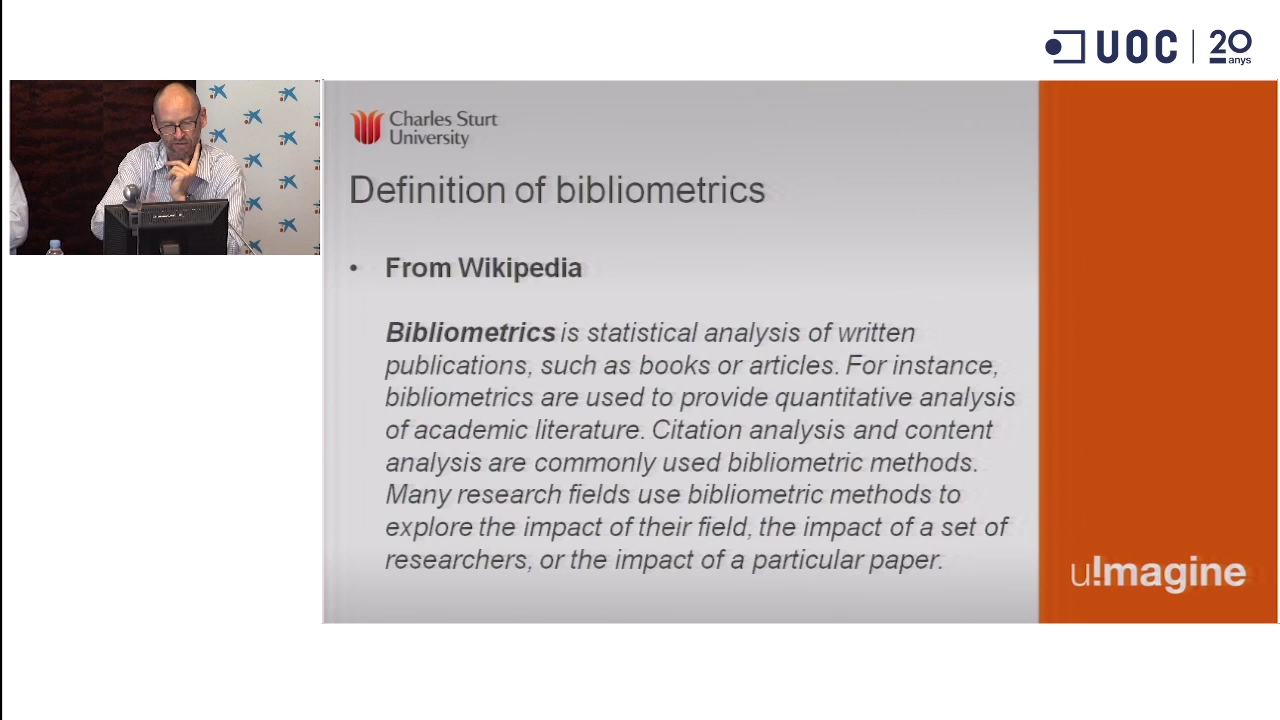 UOC
20
anys
Charles Sturt
University
Definition of bibliometrics
• From Wikipedia
Bibliometrics is statistical analysis of written
publications, such as books or articles. For instance,
bibliometrics are used to provide quantitative analysis
of academic literature. Citation analysis and content
analysis are commonly used bibliometric methods.
Many research fields use bibliometric methods to
explore the impact of their field, the impact of a set of
researchers, or the impact of a particular paper.
u!magine